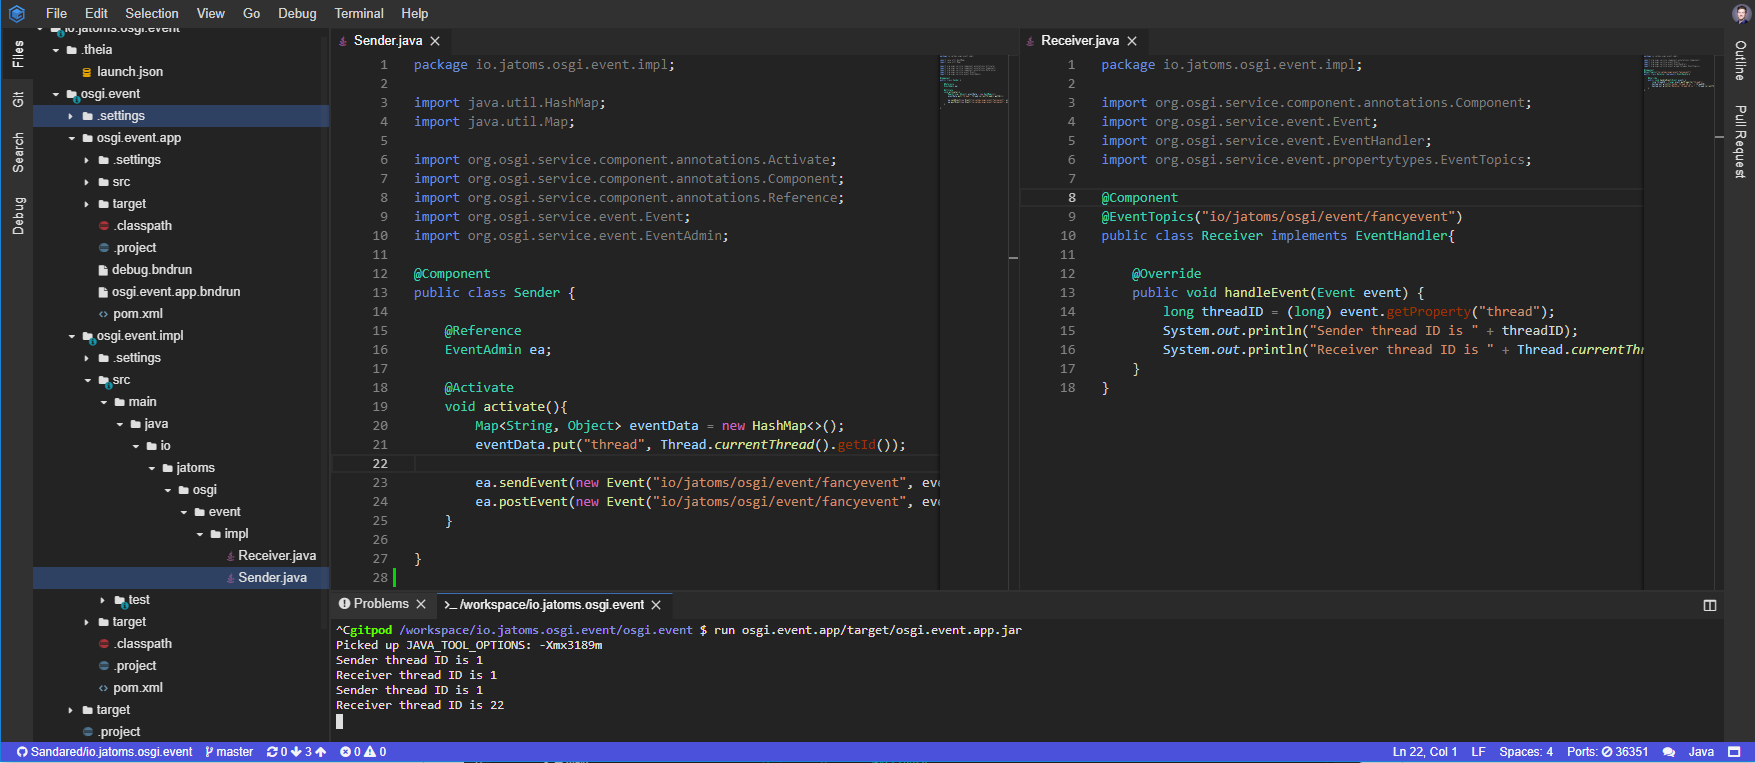 File Edit Selection View Go Debug Terminal Help
Files
Git
Search
Debug
io.jatoms.osgi.event
.theia
launch.json
osgi.event
.settings
osgi.event.app
.settings
src
target
.classpath
.project
debug.bndrun
osgi.event.app.bndrun
pom.xml
osgi.event.impl
.settings
src
main
java
io
jatoms
osgi
event
impl
Receiver.java
Sender.java
test
target
.classpath
.project
pom.xml
target
.project
Sender.java
1 package io.jatoms.osgi.event.impl;
2
3 import java.util.HashMap;
4 import java.util.Map;
5
6 import org.osgi.service.component.annotations.Activate;
7 import org.osgi.service.component.annotations.Component;
8 import org.osgi.service.component.annotations.Reference;
9 import org.osgi.service.event.Event;
10 import org.osgi.service.event.EventAdmin;
11
12 @Component
13 public class Sender {
14
15 @Reference
16 EventAdmin ea;
17
18 @Activate
19 void activate(){
20 Map<String, Object> eventData = new HashMap<>();
21 eventData.put("thread", Thread.currentThread().getId());
22
23 ea.sendEvent(new Event("io/jatoms/osgi/event/fancyevent", eve
24 ea.postEvent(new Event("io/jatoms/osgi/event/fancyevent", eve
25 }
26
27 }
28
Receiver.java
1 package io.jatoms.osgi.event.impl;
2
3 import org.osgi.service.component.annotations.Component;
4 import org.osgi.service.event.Event;
5 import org.osgi.service.event.EventHandler;
6 import org.osgi.service.event.propertytypes.EventTopics;
7
8 @Component
9 @EventTopics("io/jatoms/osgi/event/fancyevent")
10 public class Receiver implements EventHandler{
11
12 @Override
13 public void handleEvent(Event event) {
14 long threadID = (long) event.getProperty("thread");
15 System.out.println("Sender thread ID is " + threadID);
16 System.out.println("Receiver thread ID is " + Thread.currentThr
17 }
18 }
Outline
Pull Request
Problems
>_ /workspace/io.jatoms.osgi.event
^Cgitpod /workspace/io.jatoms.osgi.event/osgi.event $ run osgi.event.app/target/osgi.event.app.jar
Picked up JAVA_TOOL_OPTIONS: -Xmx3189m
Sender thread ID is 1
Receiver thread ID is 1
Sender thread ID is 1
Receiver thread ID is 22
Sandared/io.jatoms.osgi.event master 0 3 0 0 Ln 22, Col 1 LF Spaces: 4 Ports: 36351 Java